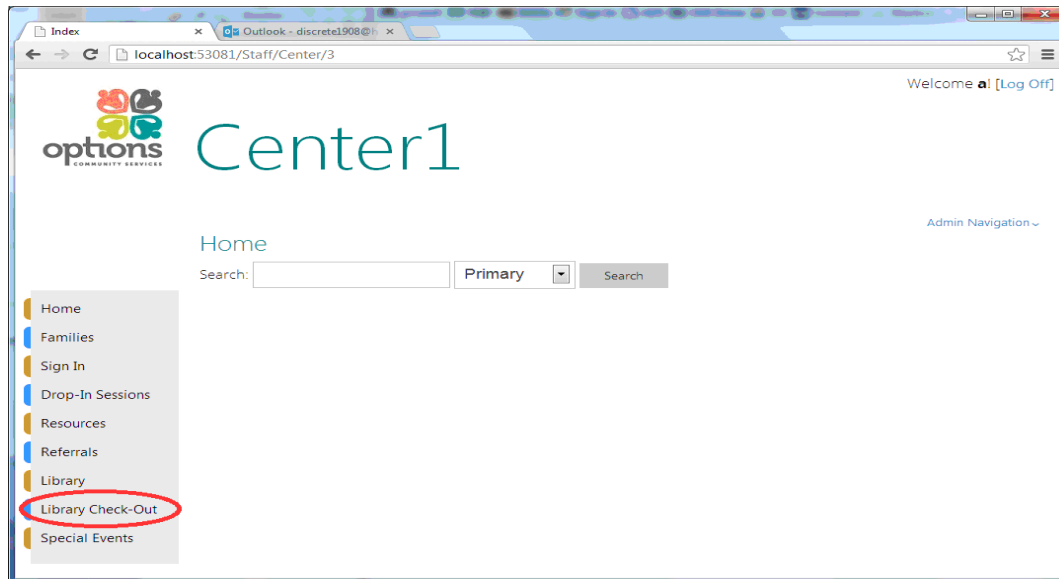 Index
Outlook - discrete1908@h
localhost:53081/Staff/Center/3
Welcome a! [Log Off]
options
COMMUNITY SERVICES
Center1
Admin Navigation
Home
Search: Primary Search
Home
Families
Sign In
Drop-In Sessions
Resources
Referrals
Library
Library Check-Out
Special Events